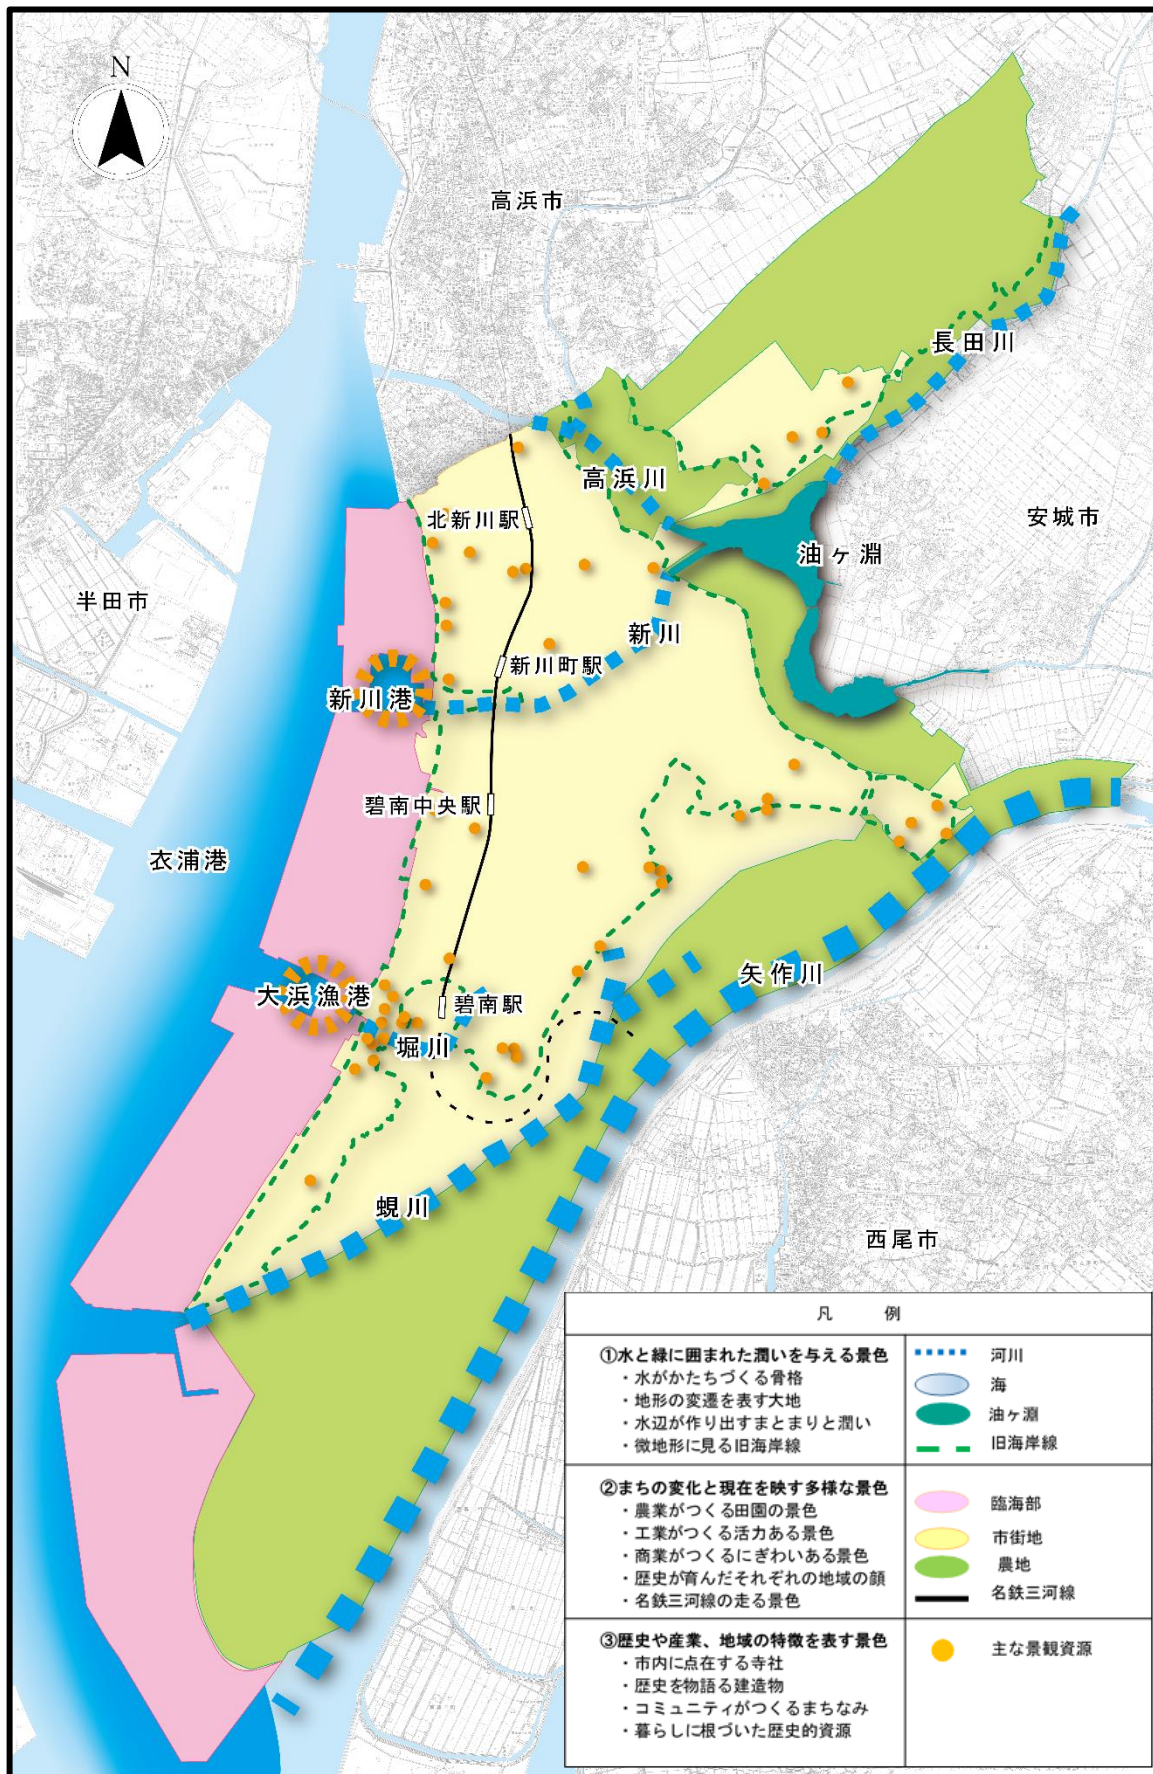 N
高浜市
長田川
高浜川
北新川駅
安城市
油ヶ淵
半田市
新川
新川町駅
新川港
碧南中央駅
衣浦港
矢作川
大浜漁港
碧南駅
堀川
蜆川
西尾市
凡 例
①水と緑に囲まれた潤いを与える景色
・水がかたちづくる骨格
・地形の変遷を表す大地
・水辺が作り出すまとまりと潤い
・微地形に見る旧海岸線
河川
海
油ヶ淵
旧海岸線
②まちの変化と現在を映す多様な景色
・農業がつくる田園の景色
・工業がつくる活力ある景色
・商業がつくるにぎわいある景色
・歴史が育んだそれぞれの地域の顔
・名鉄三河線の走る景色
臨海部
市街地
農地
名鉄三河線
③歴史や産業、地域の特徴を表す景色
・市内に点在する寺社
・歴史を物語る建造物
・コミュニティがつくるまちなみ
・暮らしに根づいた歴史的資源
主な景観資源